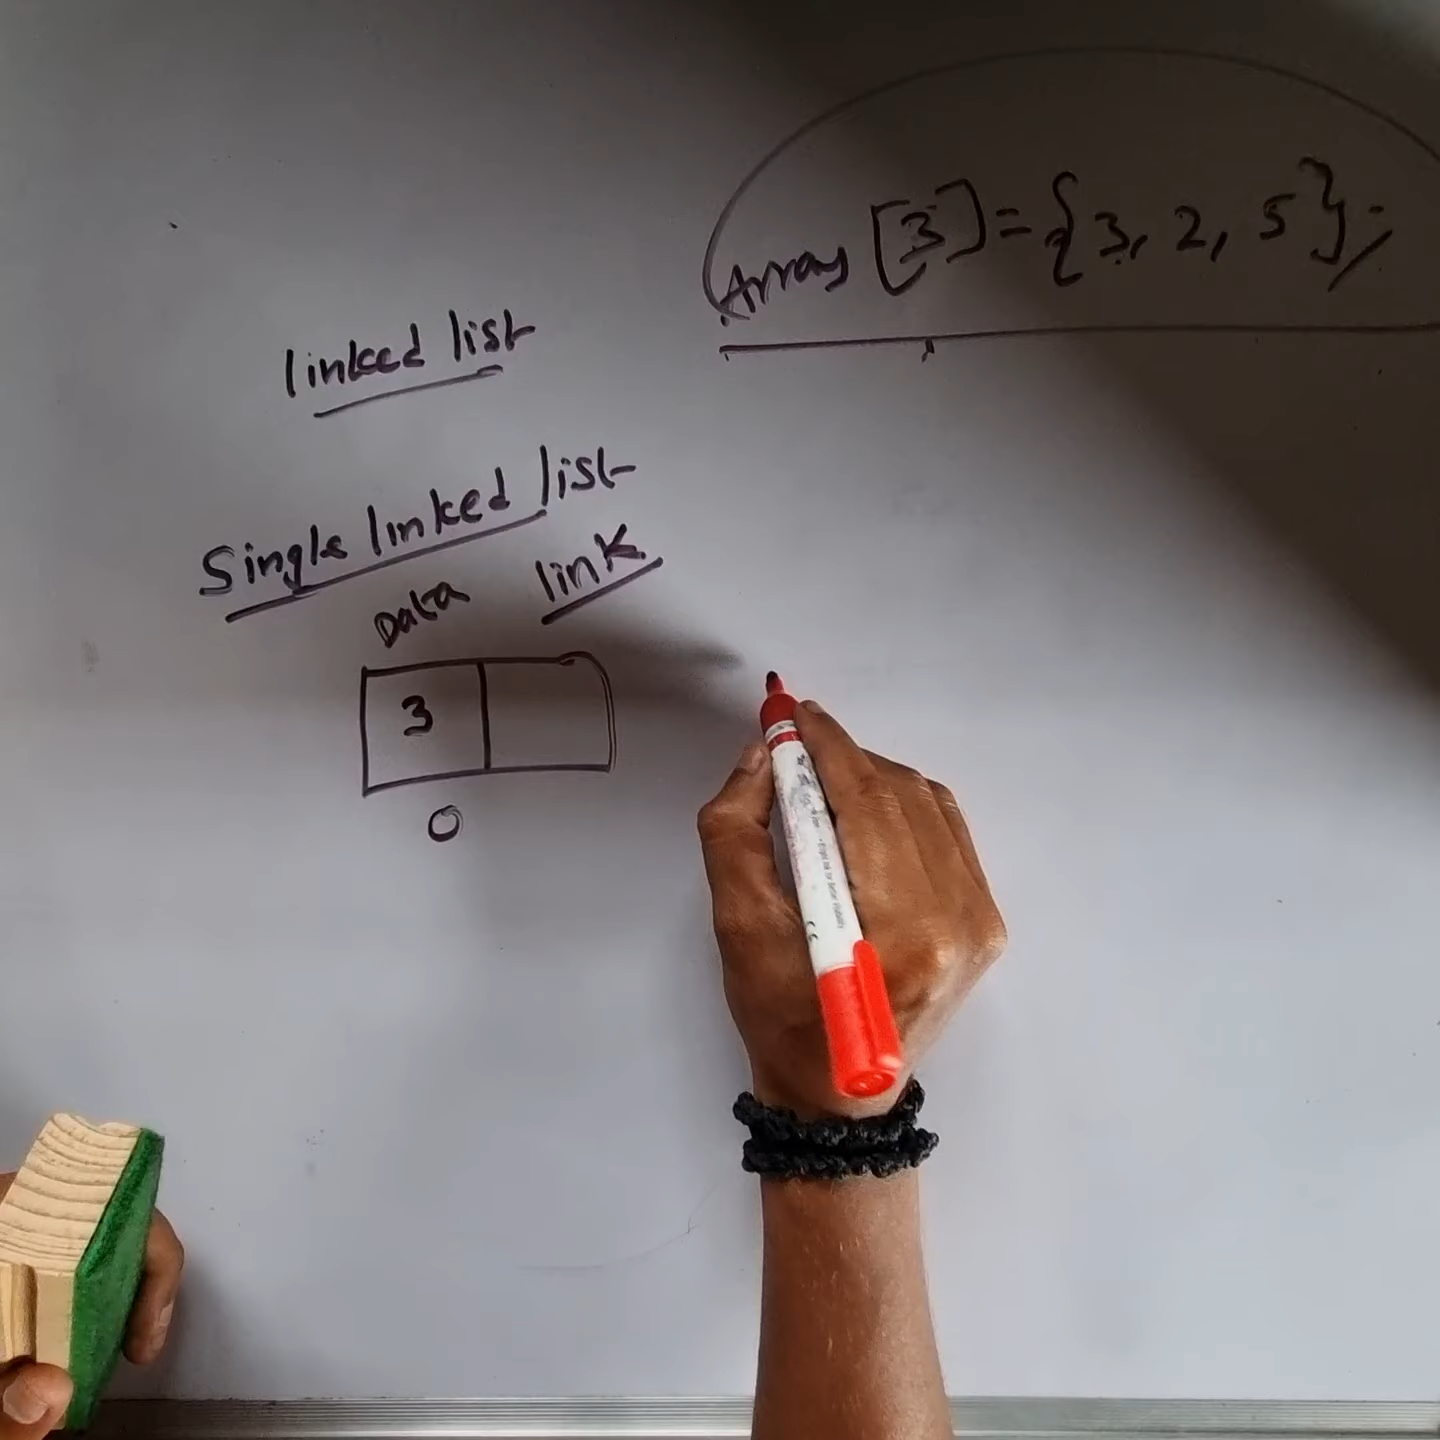 Array [3] = {3, 2, 5};
linked list
Single linked list
Data link
3
0